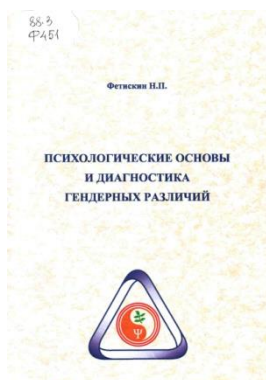 88.3
Ф451
Фетискин Н.П.
ПСИХОЛОГИЧЕСКИЕ ОСНОВЫ
И ДИАГНОСТИКА
ГЕНДЕРНЫХ РАЗЛИЧИЙ
Ψ